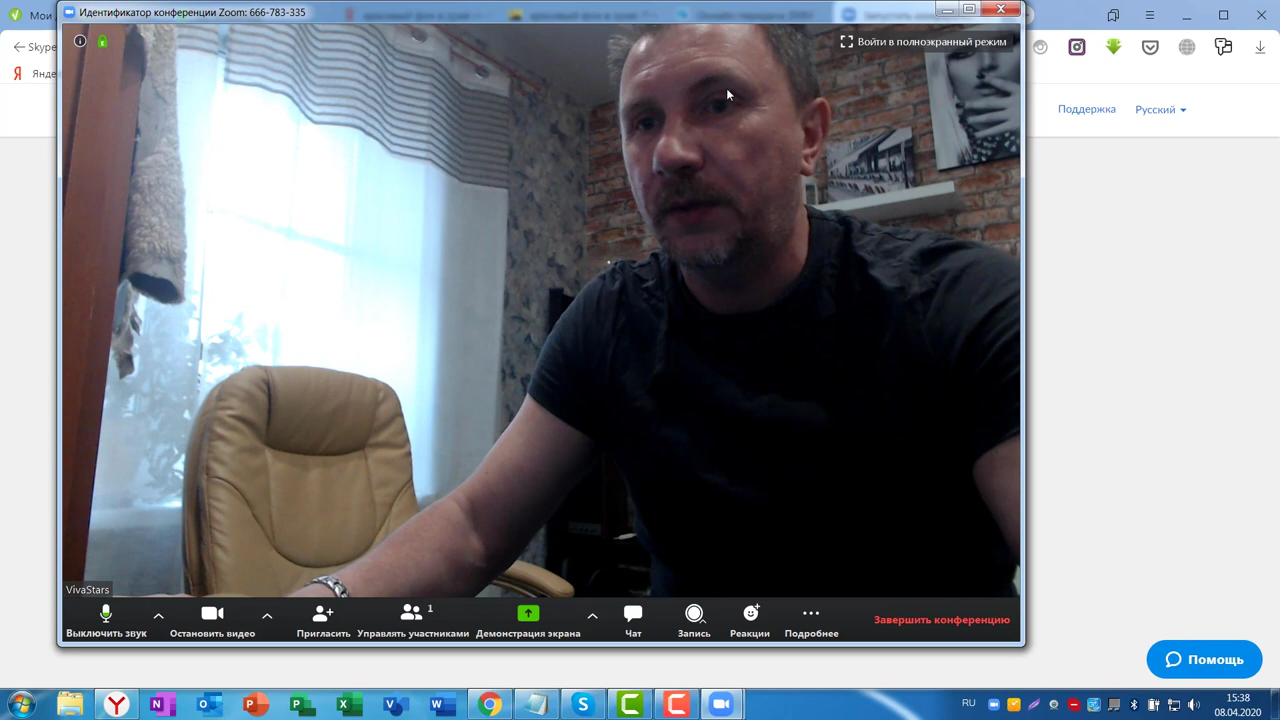 Мои
Идентификатор конференции Zoom: 666-783-335
Skype
Войти в полноэкранный режим
Я
Поддержка
Русский
VivaStars
1
Выключить звук
Остановить видео
Пригласить
Управлять участниками
Демонстрация экрана
Чат
Запись
Реакции
Подробнее
Завершить конференцию
Помощь
RU
15:38
08.04.2020